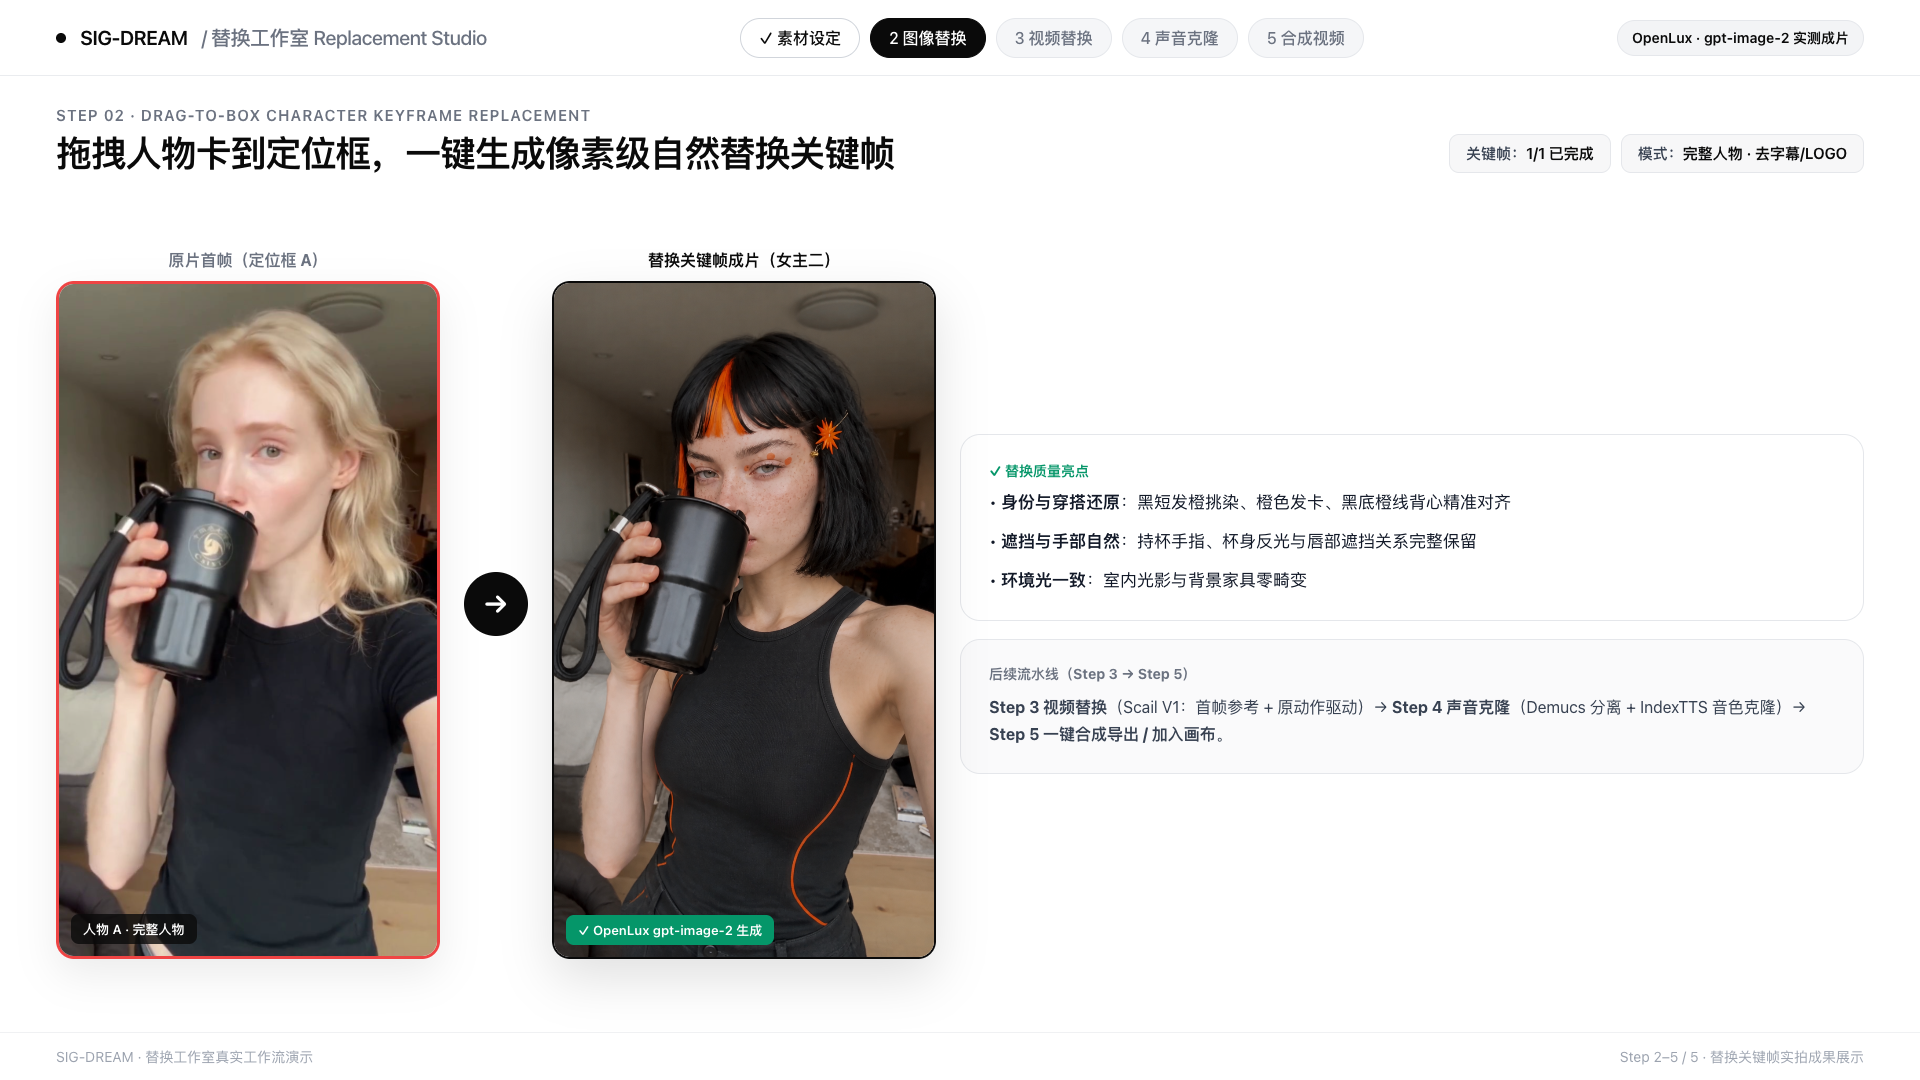 SIG-DREAM / 替换工作室 Replacement Studio
✓ 素材设定
2 图像替换
3 视频替换
4 声音克隆
5 合成视频
OpenLux · gpt-image-2 实测成片
STEP 02 · DRAG-TO-BOX CHARACTER KEYFRAME REPLACEMENT
拖拽人物卡到定位框，一键生成像素级自然替换关键帧
关键帧：1/1 已完成
模式：完整人物 · 去字幕/LOGO
原片首帧（定位框 A）
人物 A · 完整人物
→
替换关键帧成片（女主二）
✓ OpenLux gpt-image-2 生成
✓ 替换质量亮点
· 身份与穿搭还原：黑短发橙挑染、橙色发卡、黑底橙线背心精准对齐
· 遮挡与手部自然：持杯手指、杯身反光与唇部遮挡关系完整保留
· 环境光一致：室内光影与背景家具零畸变
后续流水线（Step 3 → Step 5）
Step 3 视频替换（Scail V1：首帧参考 + 原动作驱动）→ Step 4 声音克隆（Demucs 分离 + IndexTTS 音色克隆）→
Step 5 一键合成导出 / 加入画布。
SIG-DREAM · 替换工作室真实工作流演示
Step 2–5 / 5 · 替换关键帧实拍成果展示